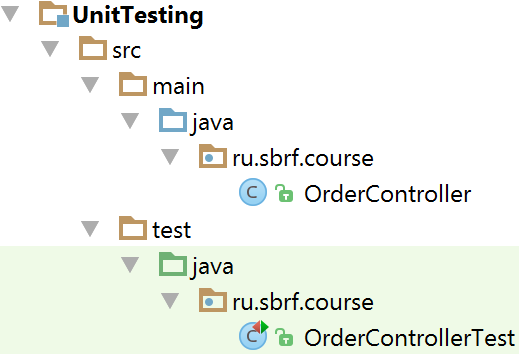 UnitTesting
src
main
java
ru.sbrf.course
OrderController
test
java
ru.sbrf.course
OrderControllerTest